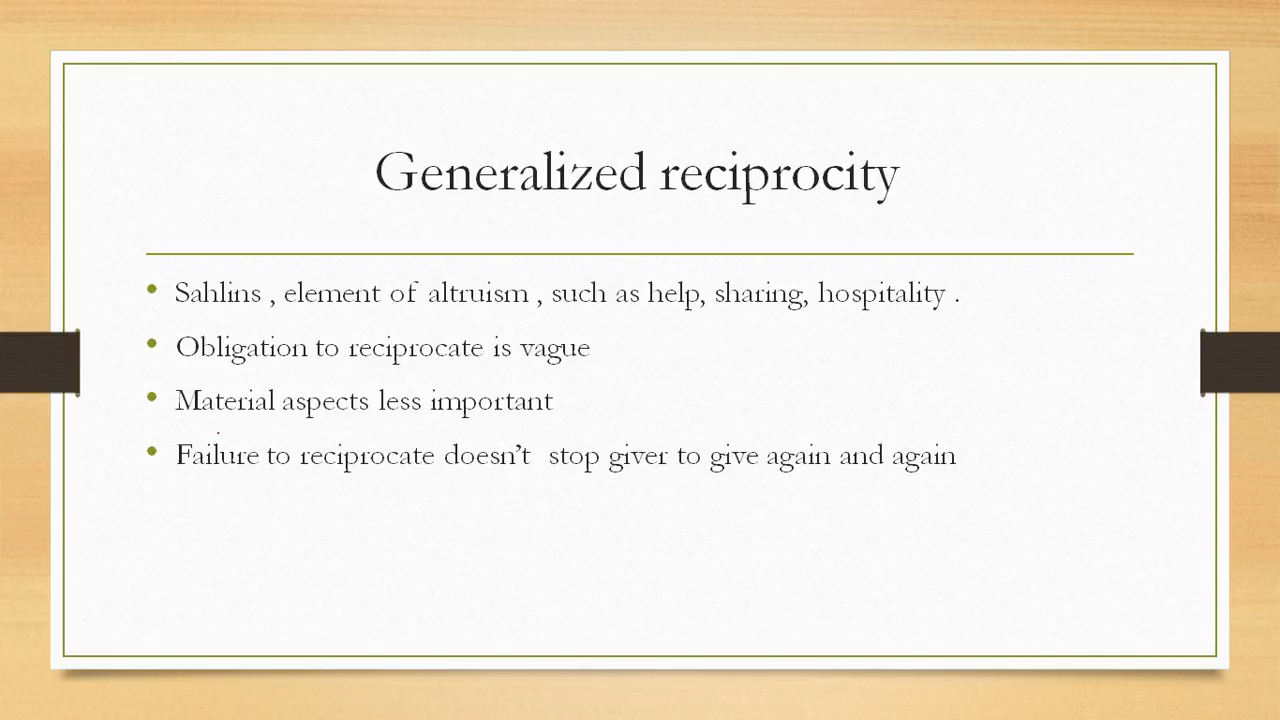 Generalized reciprocity
• Sahlins , element of altruism , such as help, sharing, hospitality .
• Obligation to reciprocate is vague
• Material aspects less important
• Failure to reciprocate doesn’t  stop giver to give again and again